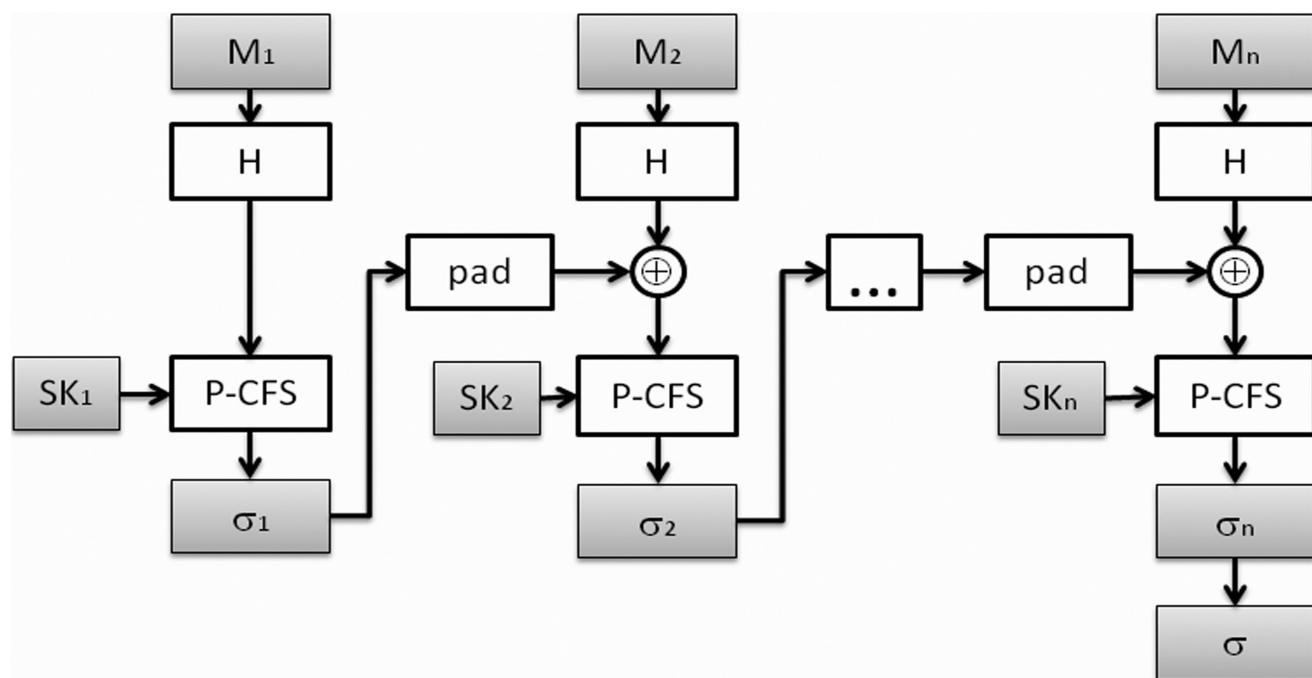 M₁ M₂ Mₙ
H H H
pad ⊕ ... pad ⊕
SK₁ P-CFS SK₂ P-CFS SKₙ P-CFS
σ₁ σ₂ σₙ
σ